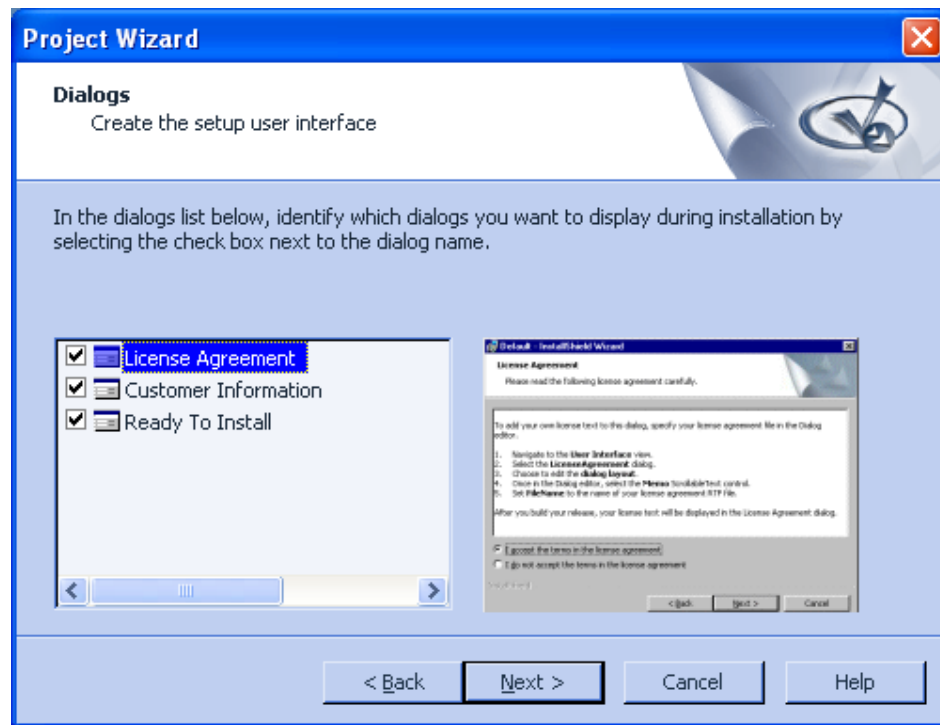 Project Wizard
Dialogs
Create the setup user interface
In the dialogs list below, identify which dialogs you want to display during installation by
selecting the check box next to the dialog name.
License Agreement
Customer Information
Ready To Install
Default - InstallShield Wizard
License Agreement
Please read the following license agreement carefully.
To add your own license text to this dialog, specify your license agreement file in the Dialog
editor.
1. Navigate to the User Interface view.
2. Select the LicenseAgreement dialog.
3. Choose to edit the dialog layout.
4. Once in the Dialog editor, select the Memo ScrollableText control.
5. Set FileName to the name of your license agreement RTF file.
After you build your release, your license text will be displayed in the License Agreement dialog.
I accept the terms in the license agreement
I do not accept the terms in the license agreement
InstallShield
< Back
Next >
Cancel
< Back
Next >
Cancel
Help